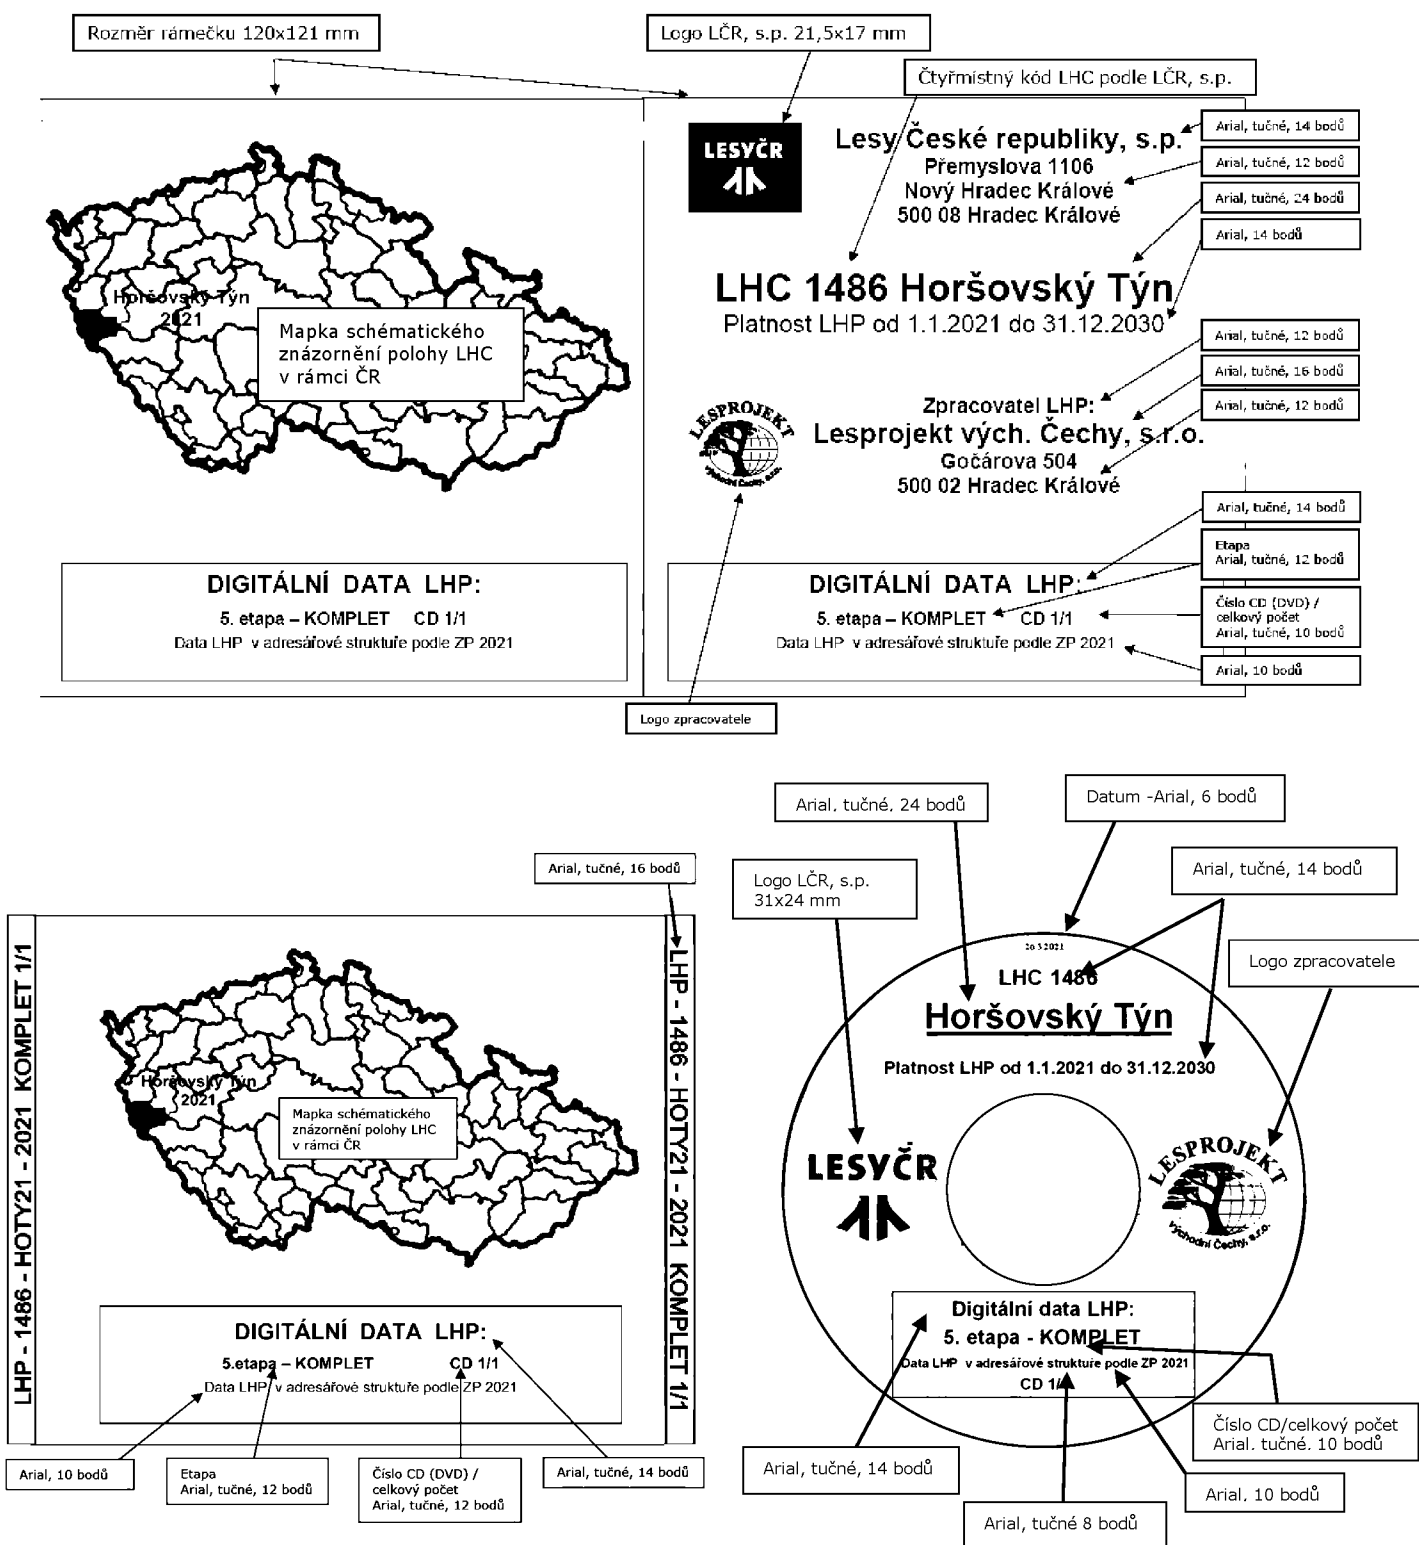 Rozměr rámečku 120x121 mm
Logo LČR, s.p. 21,5x17 mm
Čtyřmístný kód LHC podle LČR, s.p.
Horšovský Týn
2021
Mapka schématického
znázornění polohy LHC
v rámci ČR
DIGITÁLNÍ DATA LHP:
5. etapa – KOMPLET CD 1/1
Data LHP v adresářové struktuře podle ZP 2021
LESYČR
Lesy České republiky, s.p.
Přemyslova 1106
Nový Hradec Králové
500 08 Hradec Králové
LHC 1486 Horšovský Týn
Platnost LHP od 1.1.2021 do 31.12.2030
LESPROJEKT
východní Čechy, s.r.o.
Zpracovatel LHP:
Lesprojekt vých. Čechy, s.r.o.
Gočárova 504
500 02 Hradec Králové
DIGITÁLNÍ DATA LHP:
5. etapa – KOMPLET CD 1/1
Data LHP v adresářové struktuře podle ZP 2021
Arial, tučné, 14 bodů
Arial, tučné, 12 bodů
Arial, tučné, 24 bodů
Arial, 14 bodů
Arial, tučné, 12 bodů
Arial, tučné, 16 bodů
Arial, tučné, 12 bodů
Arial, tučné, 14 bodů
Etapa
Arial, tučné, 12 bodů
Číslo CD (DVD) /
celkový počet
Arial, tučné, 10 bodů
Arial, 10 bodů
Logo zpracovatele
Arial, tučné, 16 bodů
LHP - 1486 - HOTY21 - 2021 KOMPLET 1/1
Horšovský Týn
2021
Mapka schématického
znázornění polohy LHC
v rámci ČR
DIGITÁLNÍ DATA LHP:
5.etapa – KOMPLET CD 1/1
Data LHP v adresářové struktuře podle ZP 2021
LHP - 1486 - HOTY21 - 2021 KOMPLET 1/1
Arial, 10 bodů
Etapa
Arial, tučné, 12 bodů
Číslo CD (DVD) /
celkový počet
Arial, tučné, 12 bodů
Arial, tučné, 14 bodů
Arial, tučné, 24 bodů
Datum -Arial, 6 bodů
Arial, tučné, 14 bodů
Logo LČR, s.p.
31x24 mm
Logo zpracovatele
26 3 2021
LHC 1486
Horšovský Týn
Platnost LHP od 1.1.2021 do 31.12.2030
LESYČR
LESPROJEKT
Východní Čechy, s.r.o.
Digitální data LHP:
5. etapa - KOMPLET
Data LHP v adresářové struktuře podle ZP 2021
CD 1/
Arial, tučné, 14 bodů
Arial, tučné 8 bodů
Arial, 10 bodů
Číslo CD/celkový počet
Arial, tučné, 10 bodů